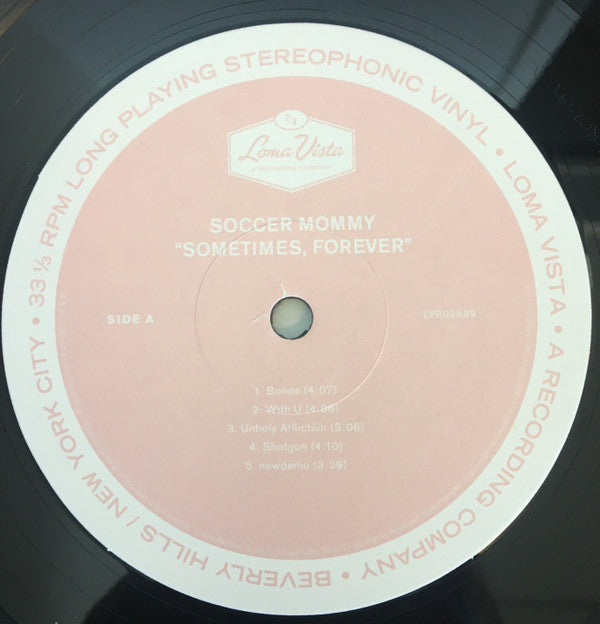 33⅓ RPM LONG PLAYING STEREOPHONIC VINYL • LOMA VISTA • A RECORDING COMPANY • BEVERLY HILLS / NEW YORK CITY •
Loma Vista
A RECORDING COMPANY
SOCCER MOMMY
"SOMETIMES, FOREVER"
SIDE A
LVR02689
1. Bones (4:07)
2. With U (4:06)
3. Unholy Affliction (3:06)
4. Shotgun (4:10)
5. newdemo (3:29)